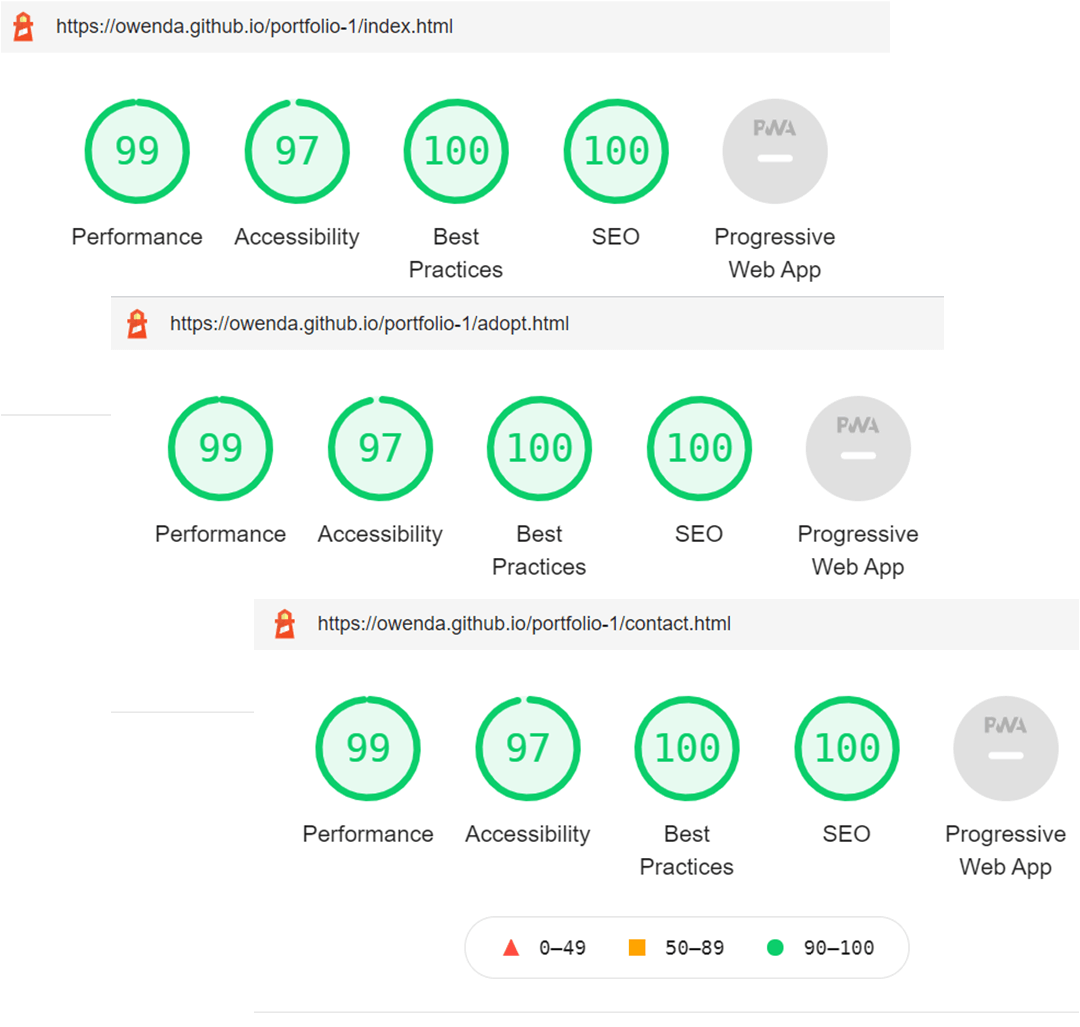 https://owenda.github.io/portfolio-1/index.html
99 97 100 100 PWA
Performance Accessibility Best Practices SEO Progressive Web App
https://owenda.github.io/portfolio-1/adopt.html
99 97 100 100 PWA
Performance Accessibility Best Practices SEO Progressive Web App
https://owenda.github.io/portfolio-1/contact.html
99 97 100 100 PWA
Performance Accessibility Best Practices SEO Progressive Web App
0–49 50–89 90–100